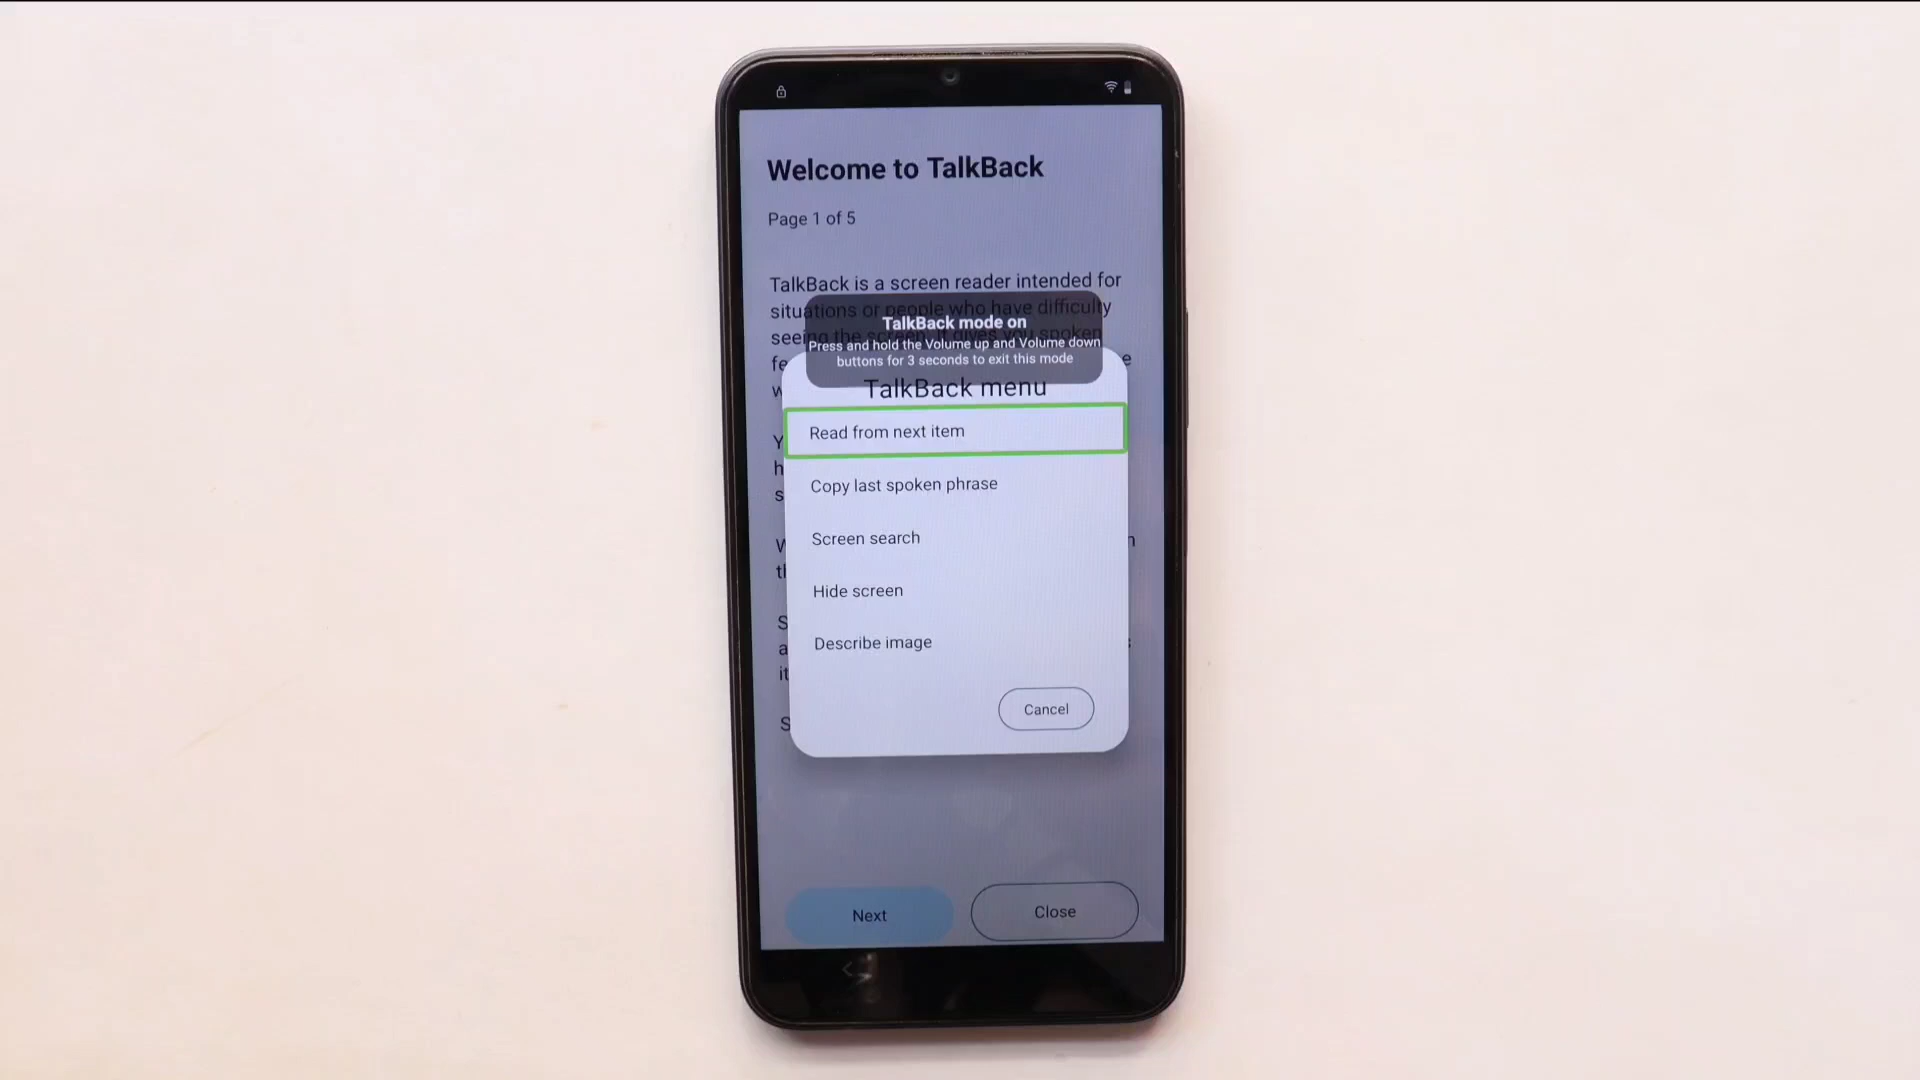 Welcome to TalkBack
Page 1 of 5
TalkBack is a screen reader intended for
situations or people who have difficulty
TalkBack mode on
Press and hold the Volume up and Volume down
buttons for 3 seconds to exit this mode
TalkBack menu
Read from next item
Copy last spoken phrase
Screen search
Hide screen
Describe image
Cancel
Next
Close